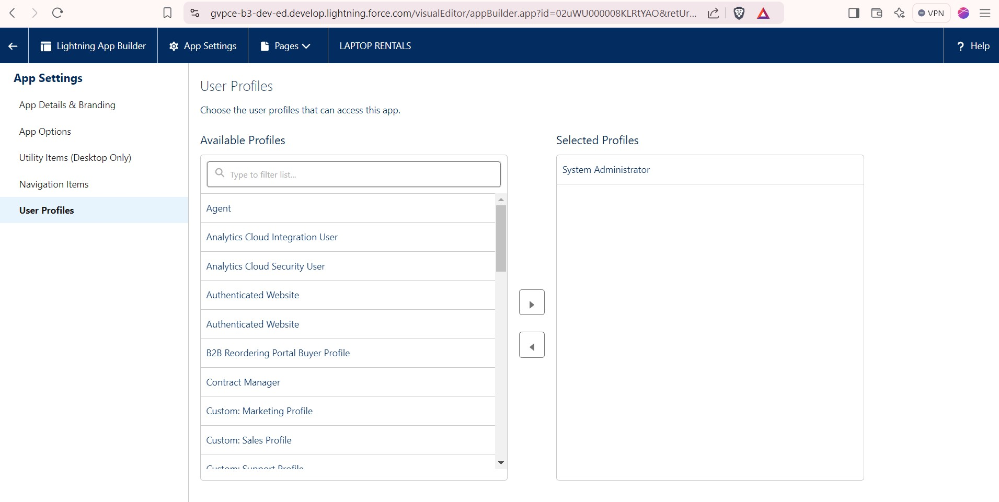 gvpce-b3-dev-ed.develop.lightning.force.com/visualEditor/appBuilder.app?id=02uWU000008KLRtYAO&retUr...
VPN
Lightning App Builder
App Settings
Pages
LAPTOP RENTALS
? Help
App Settings
App Details & Branding
App Options
Utility Items (Desktop Only)
Navigation Items
User Profiles
User Profiles
Choose the user profiles that can access this app.
Available Profiles
Type to filter list...
Agent
Analytics Cloud Integration User
Analytics Cloud Security User
Authenticated Website
Authenticated Website
B2B Reordering Portal Buyer Profile
Contract Manager
Custom: Marketing Profile
Custom: Sales Profile
Custom: Support Profile
Selected Profiles
System Administrator